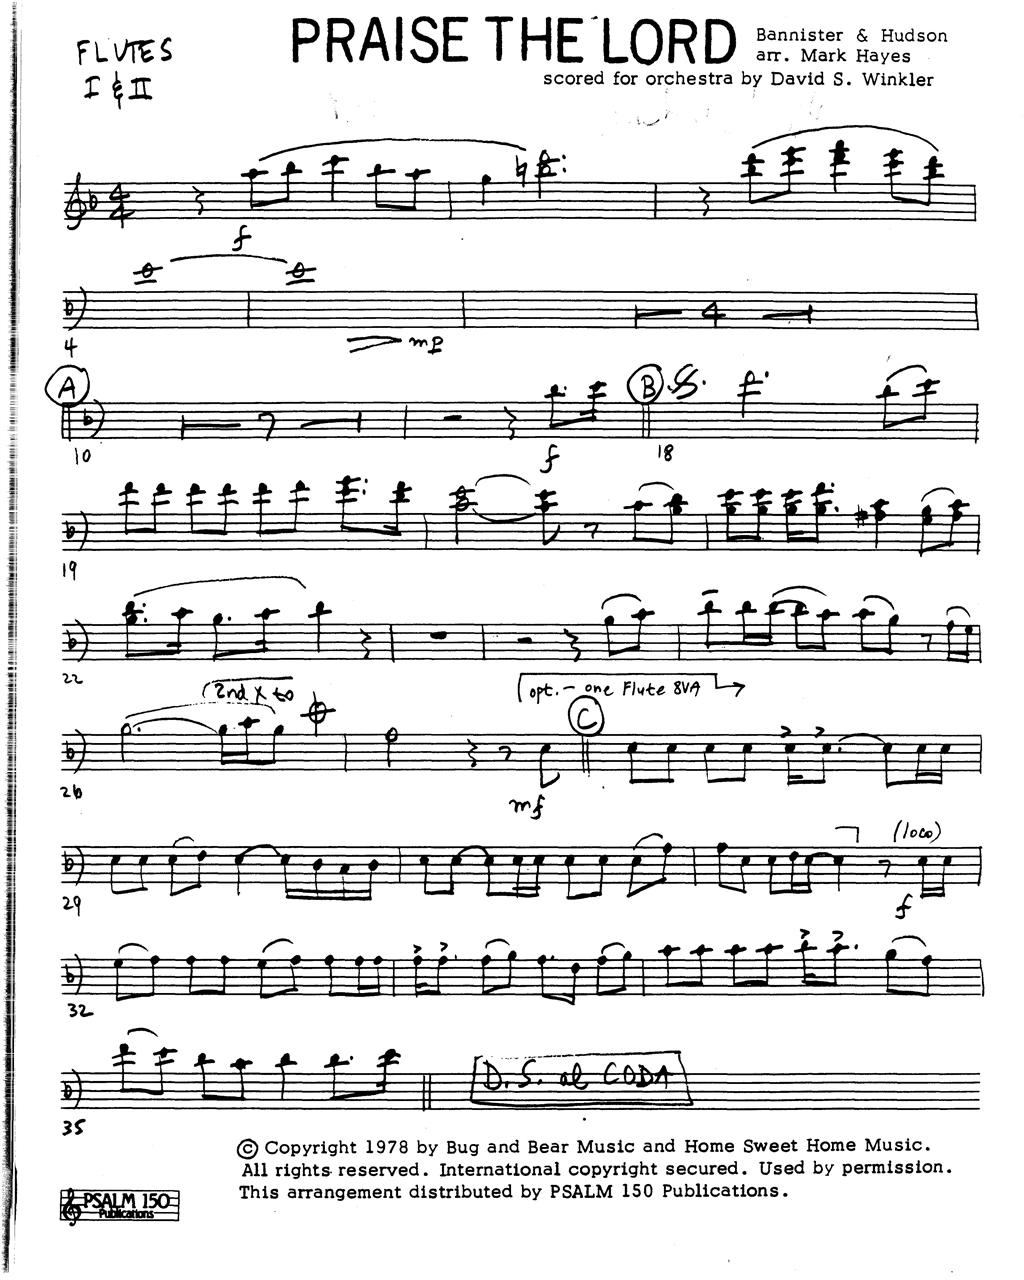 FLUTES
I & II
PRAISE THE LORD
Bannister & Hudson
arr. Mark Hayes
scored for orchestra by David S. Winkler
4
4
f
4
4
mp
A
7
B
10
f
18
19
22
2nd X to
opt. - one Flute 8VA
C
26
mf
(loco)
29
f
32
D.S. al CODA
35
© Copyright 1978 by Bug and Bear Music and Home Sweet Home Music.
All rights reserved. International copyright secured. Used by permission.
This arrangement distributed by PSALM 150 Publications.
PSALM 150
Publications